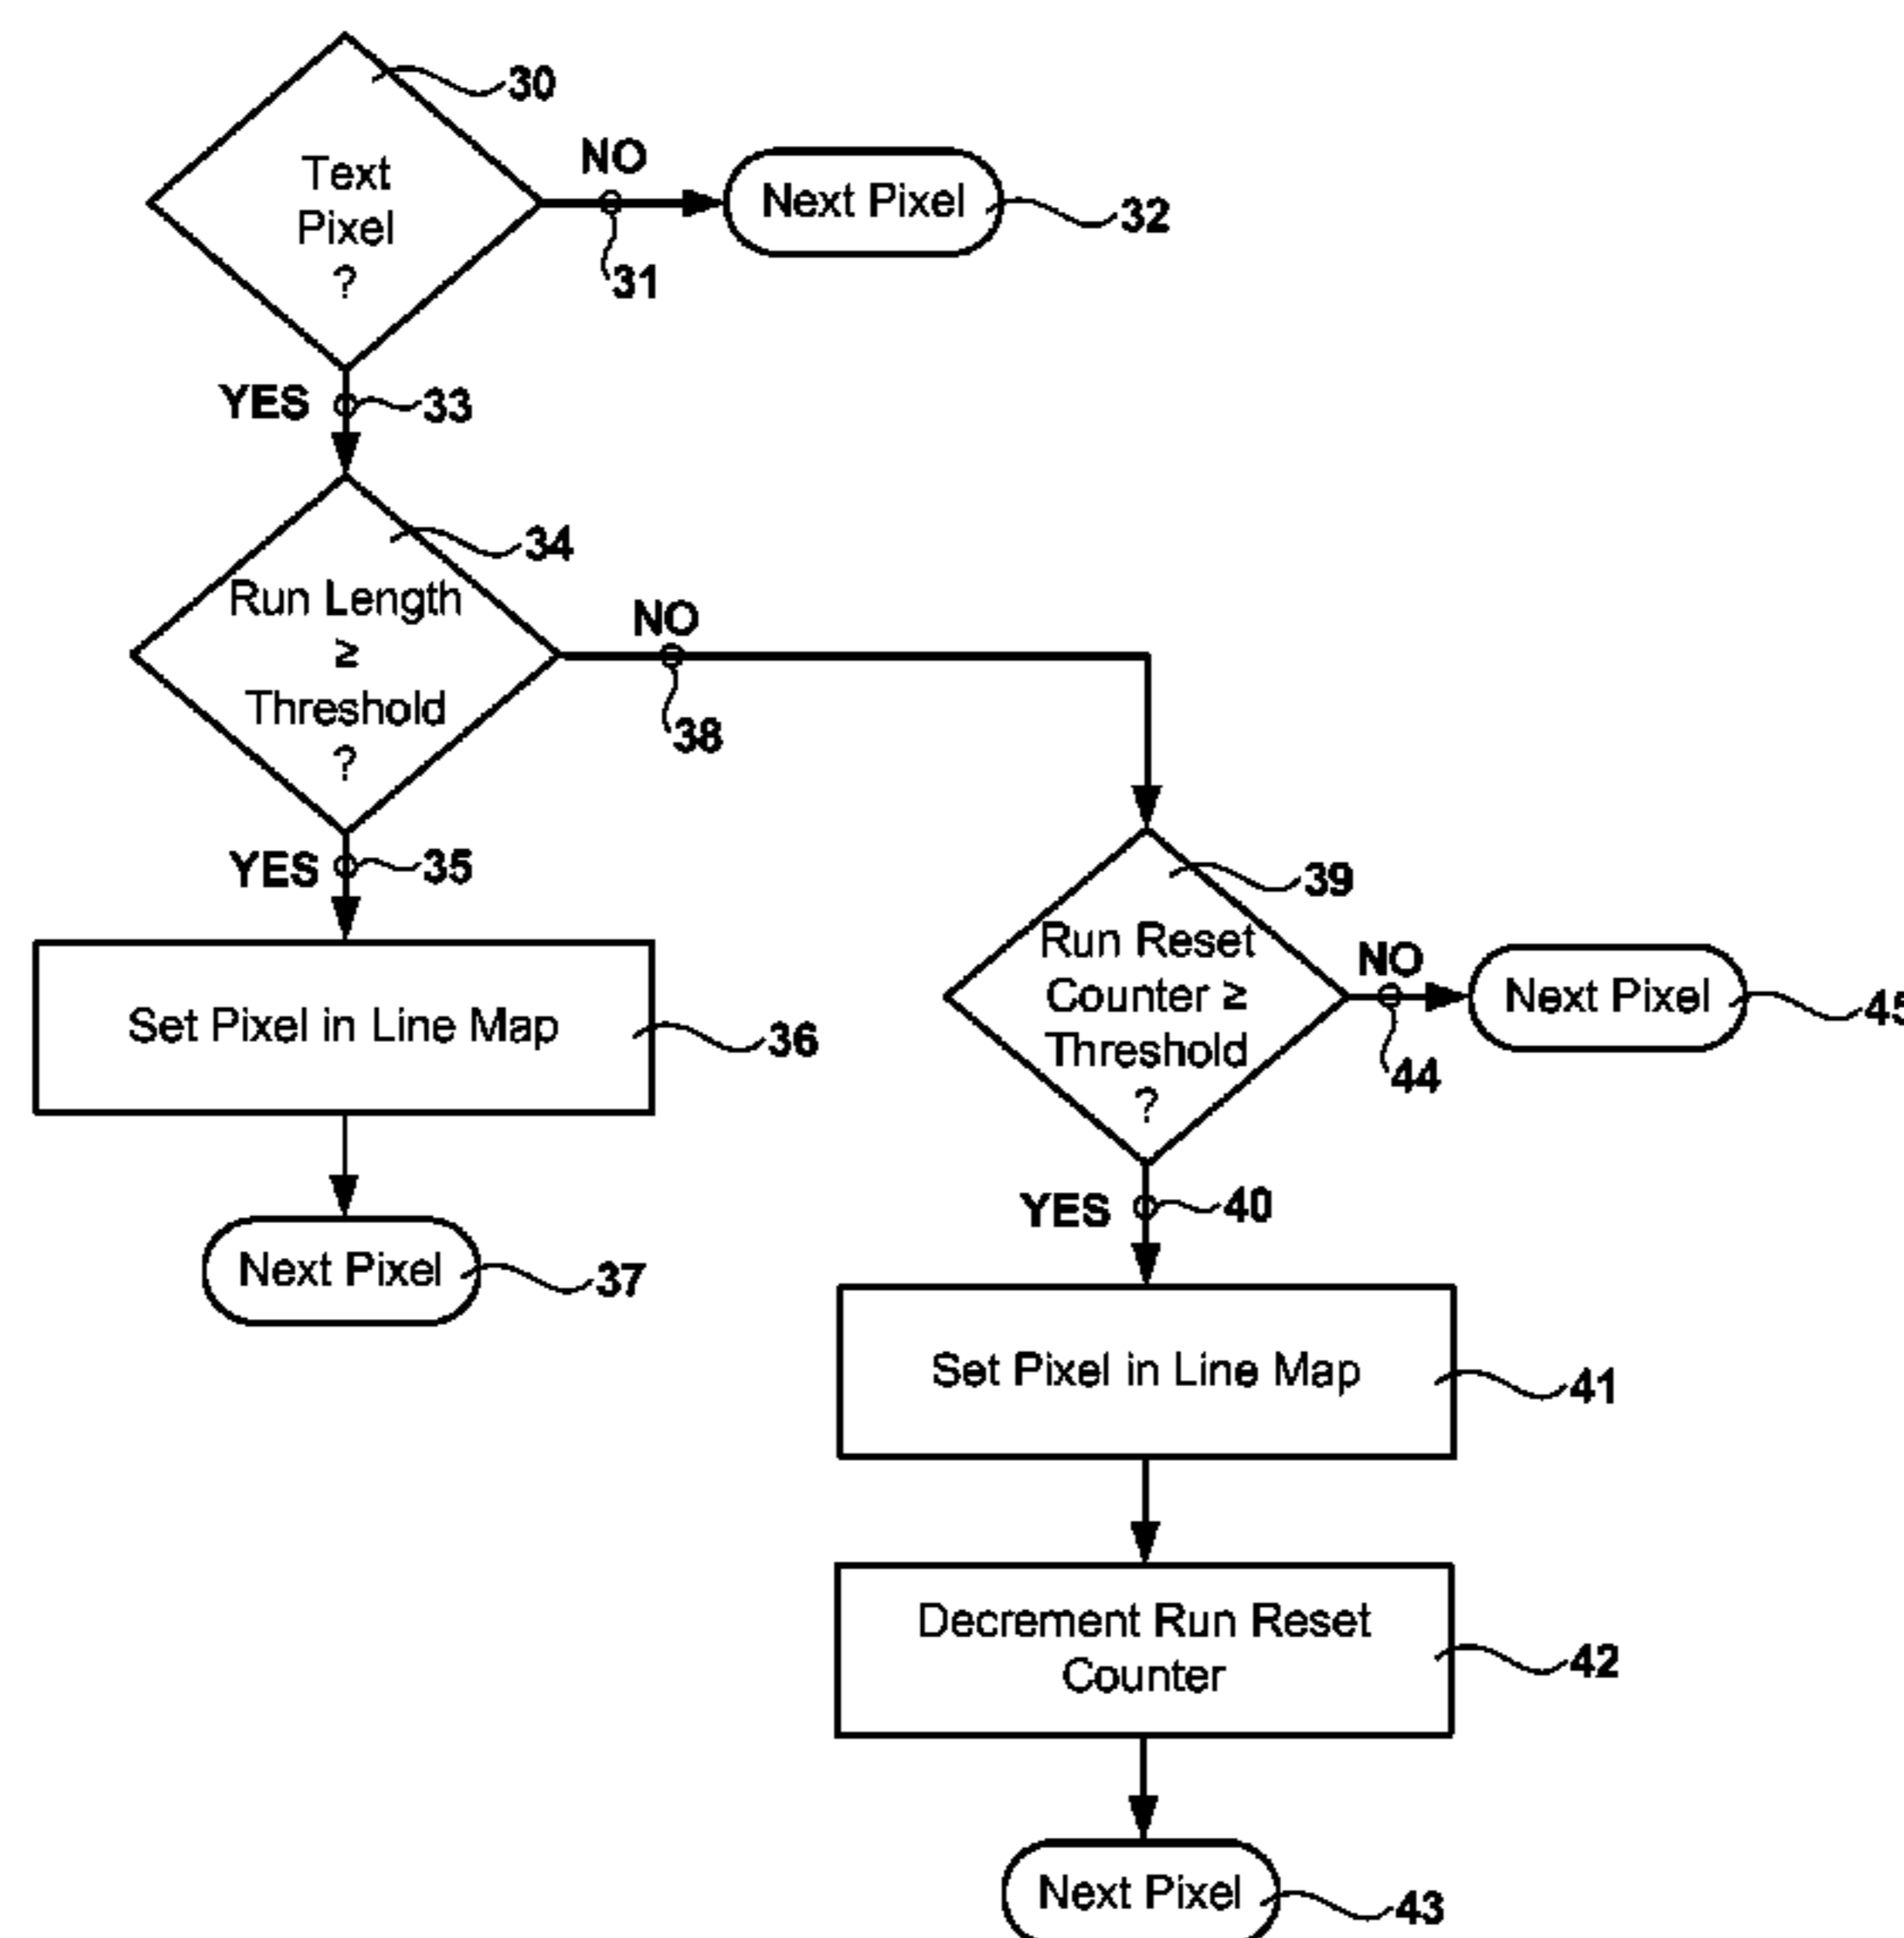 30
Text
Pixel
?
NO
31
Next Pixel
32
YES
33
34
Run Length
≥
Threshold
?
NO
38
YES
35
39
Run Reset
Counter ≥
Threshold
?
NO
44
Next Pixel
45
Set Pixel in Line Map
36
Next Pixel
37
YES
40
Set Pixel in Line Map
41
Decrement Run Reset
Counter
42
Next Pixel
43